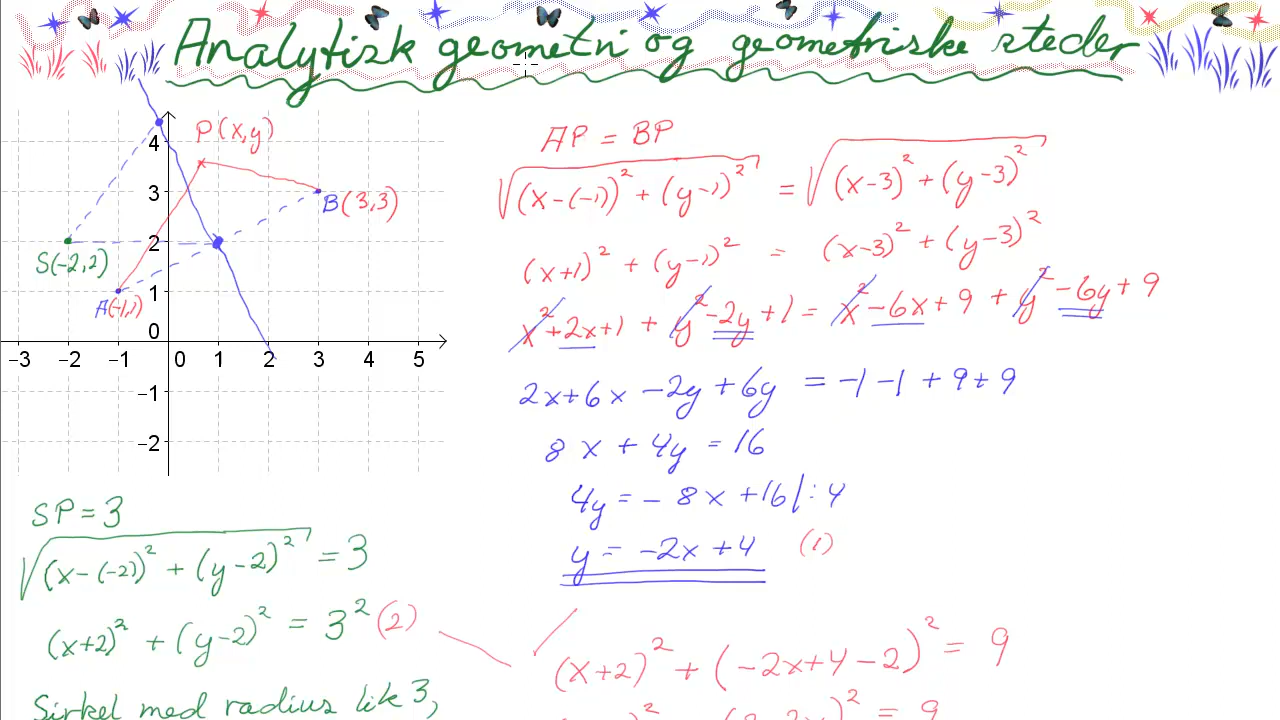 Analytisk geometri og geometriske steder
4
3
2
1
0
-3 -2 -1 0 1 2 3 4 5
-1
-2
P(x,y)
B(3,3)
S(-2,2)
A(-1,1)
SP = 3
√((x-(-2))² + (y-2)²) = 3
(x+2)² + (y-2)² = 3² (2)
Sirkel med radius lik 3,
AP = BP
√((x-(-1))² + (y-1)²) = √((x-3)² + (y-3)²)
(x+1)² + (y-1)² = (x-3)² + (y-3)²
x² + 2x + 1 + y² - 2y + 1 = x² - 6x + 9 + y² - 6y + 9
2x + 6x - 2y + 6y = -1 - 1 + 9 + 9
8x + 4y = 16
4y = -8x + 16 |:4
y = -2x + 4 (1)
(x+2)² + (-2x+4-2)² = 9